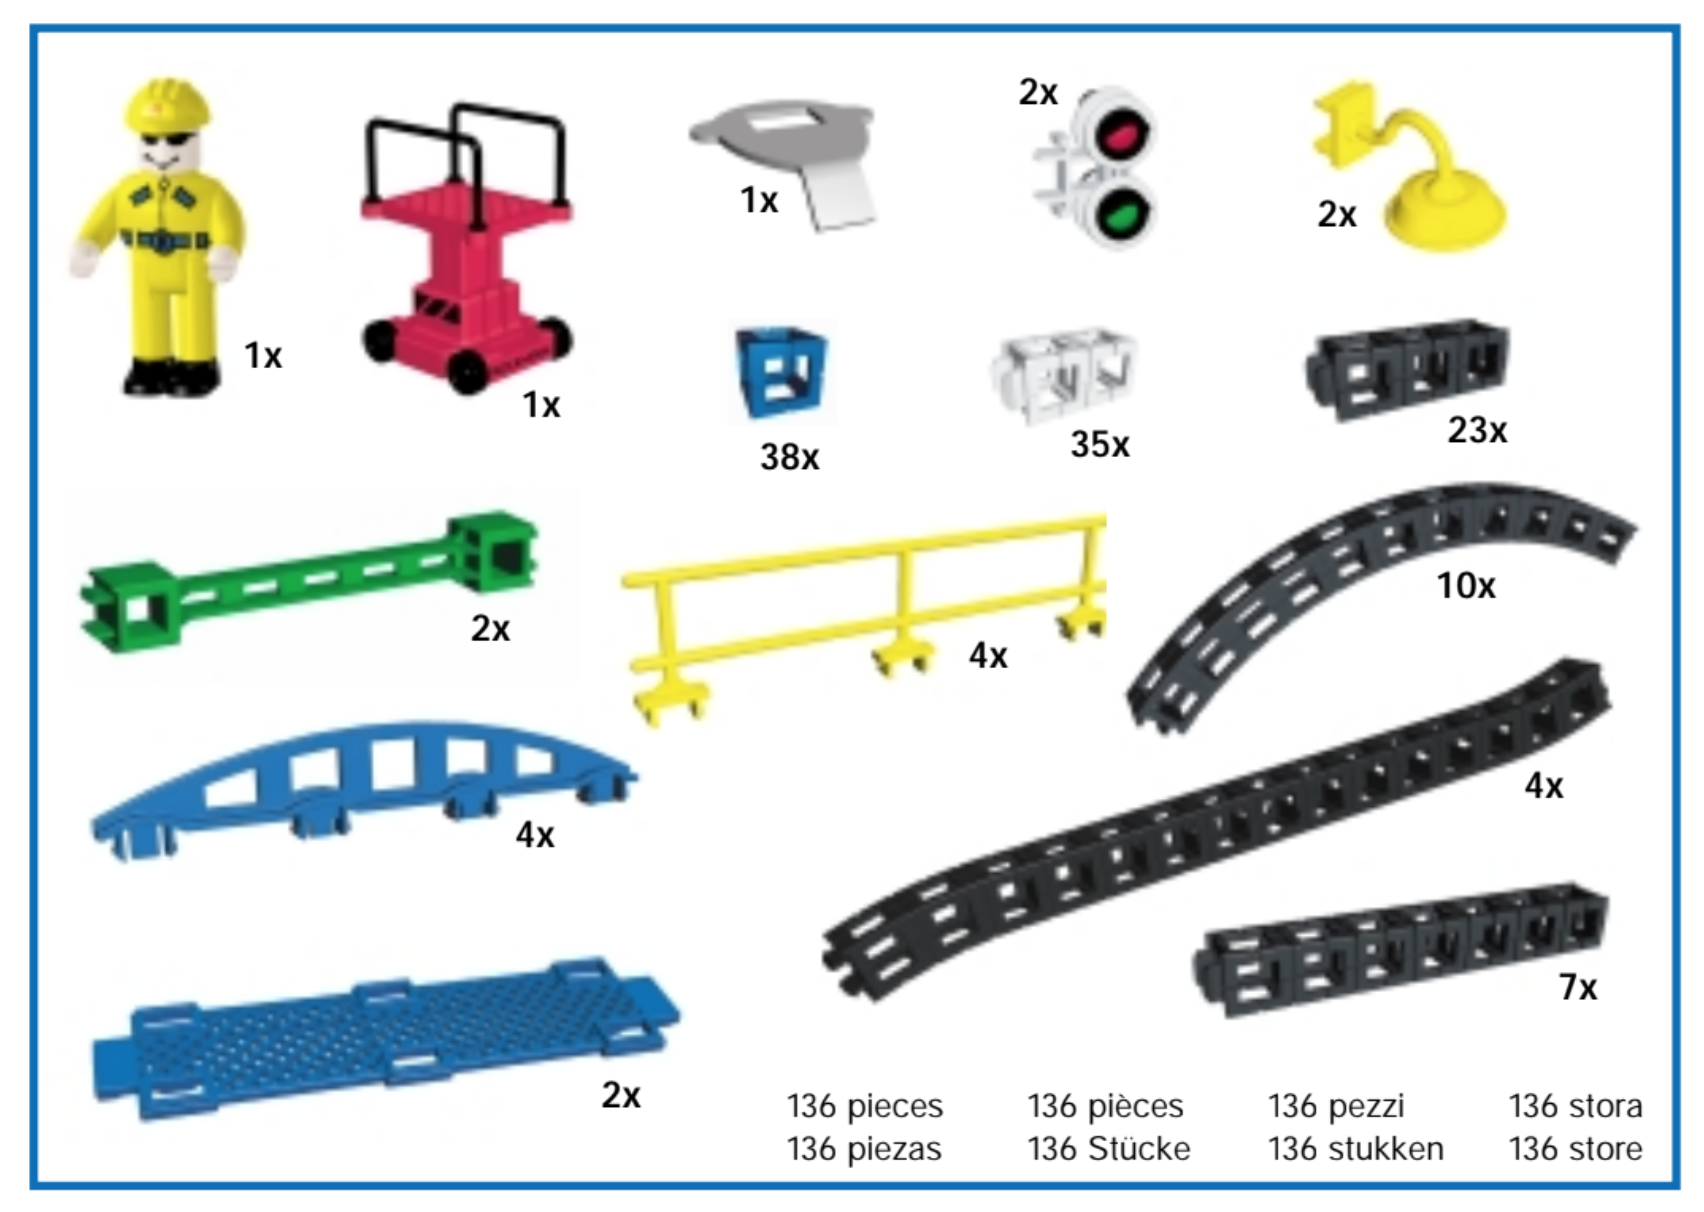 2x
1x
2x
1x
1x
38x
35x
23x
10x
2x
4x
4x
4x
7x
2x
136 pieces 136 pièces 136 pezzi 136 stora
136 piezas 136 Stücke 136 stukken 136 store